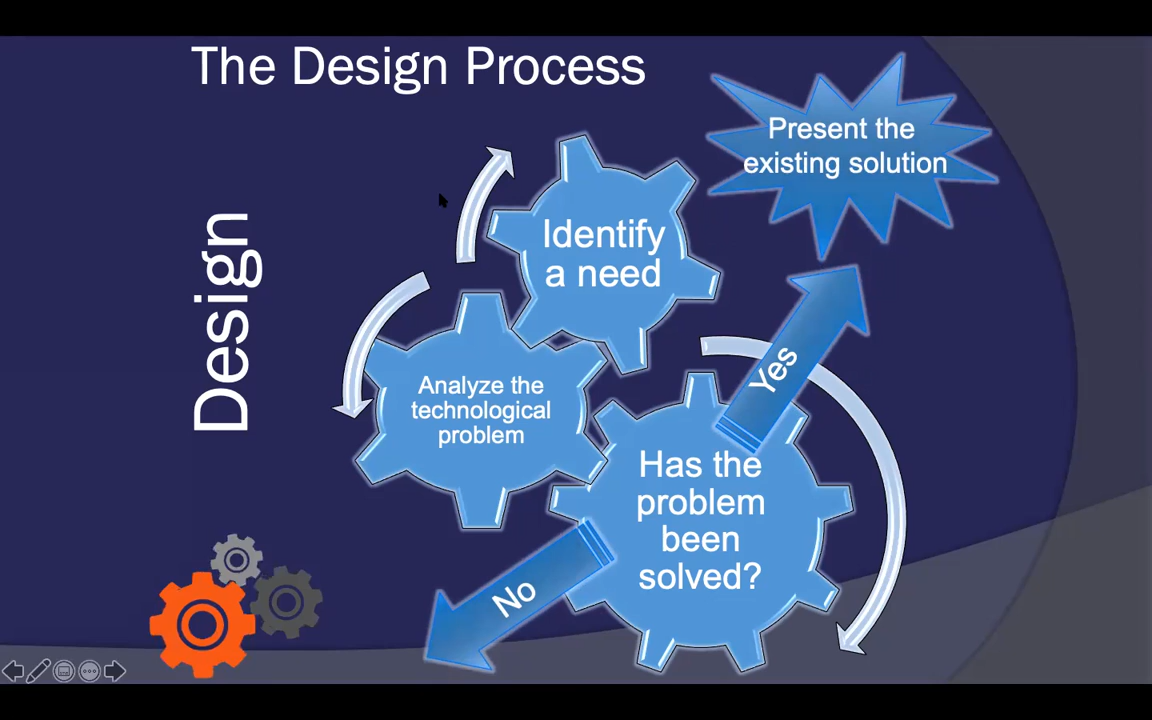 The Design Process
Present the
existing solution
Identify
a need
Design
Analyze the
technological
problem
Yes
Has the
problem
been
solved?
No